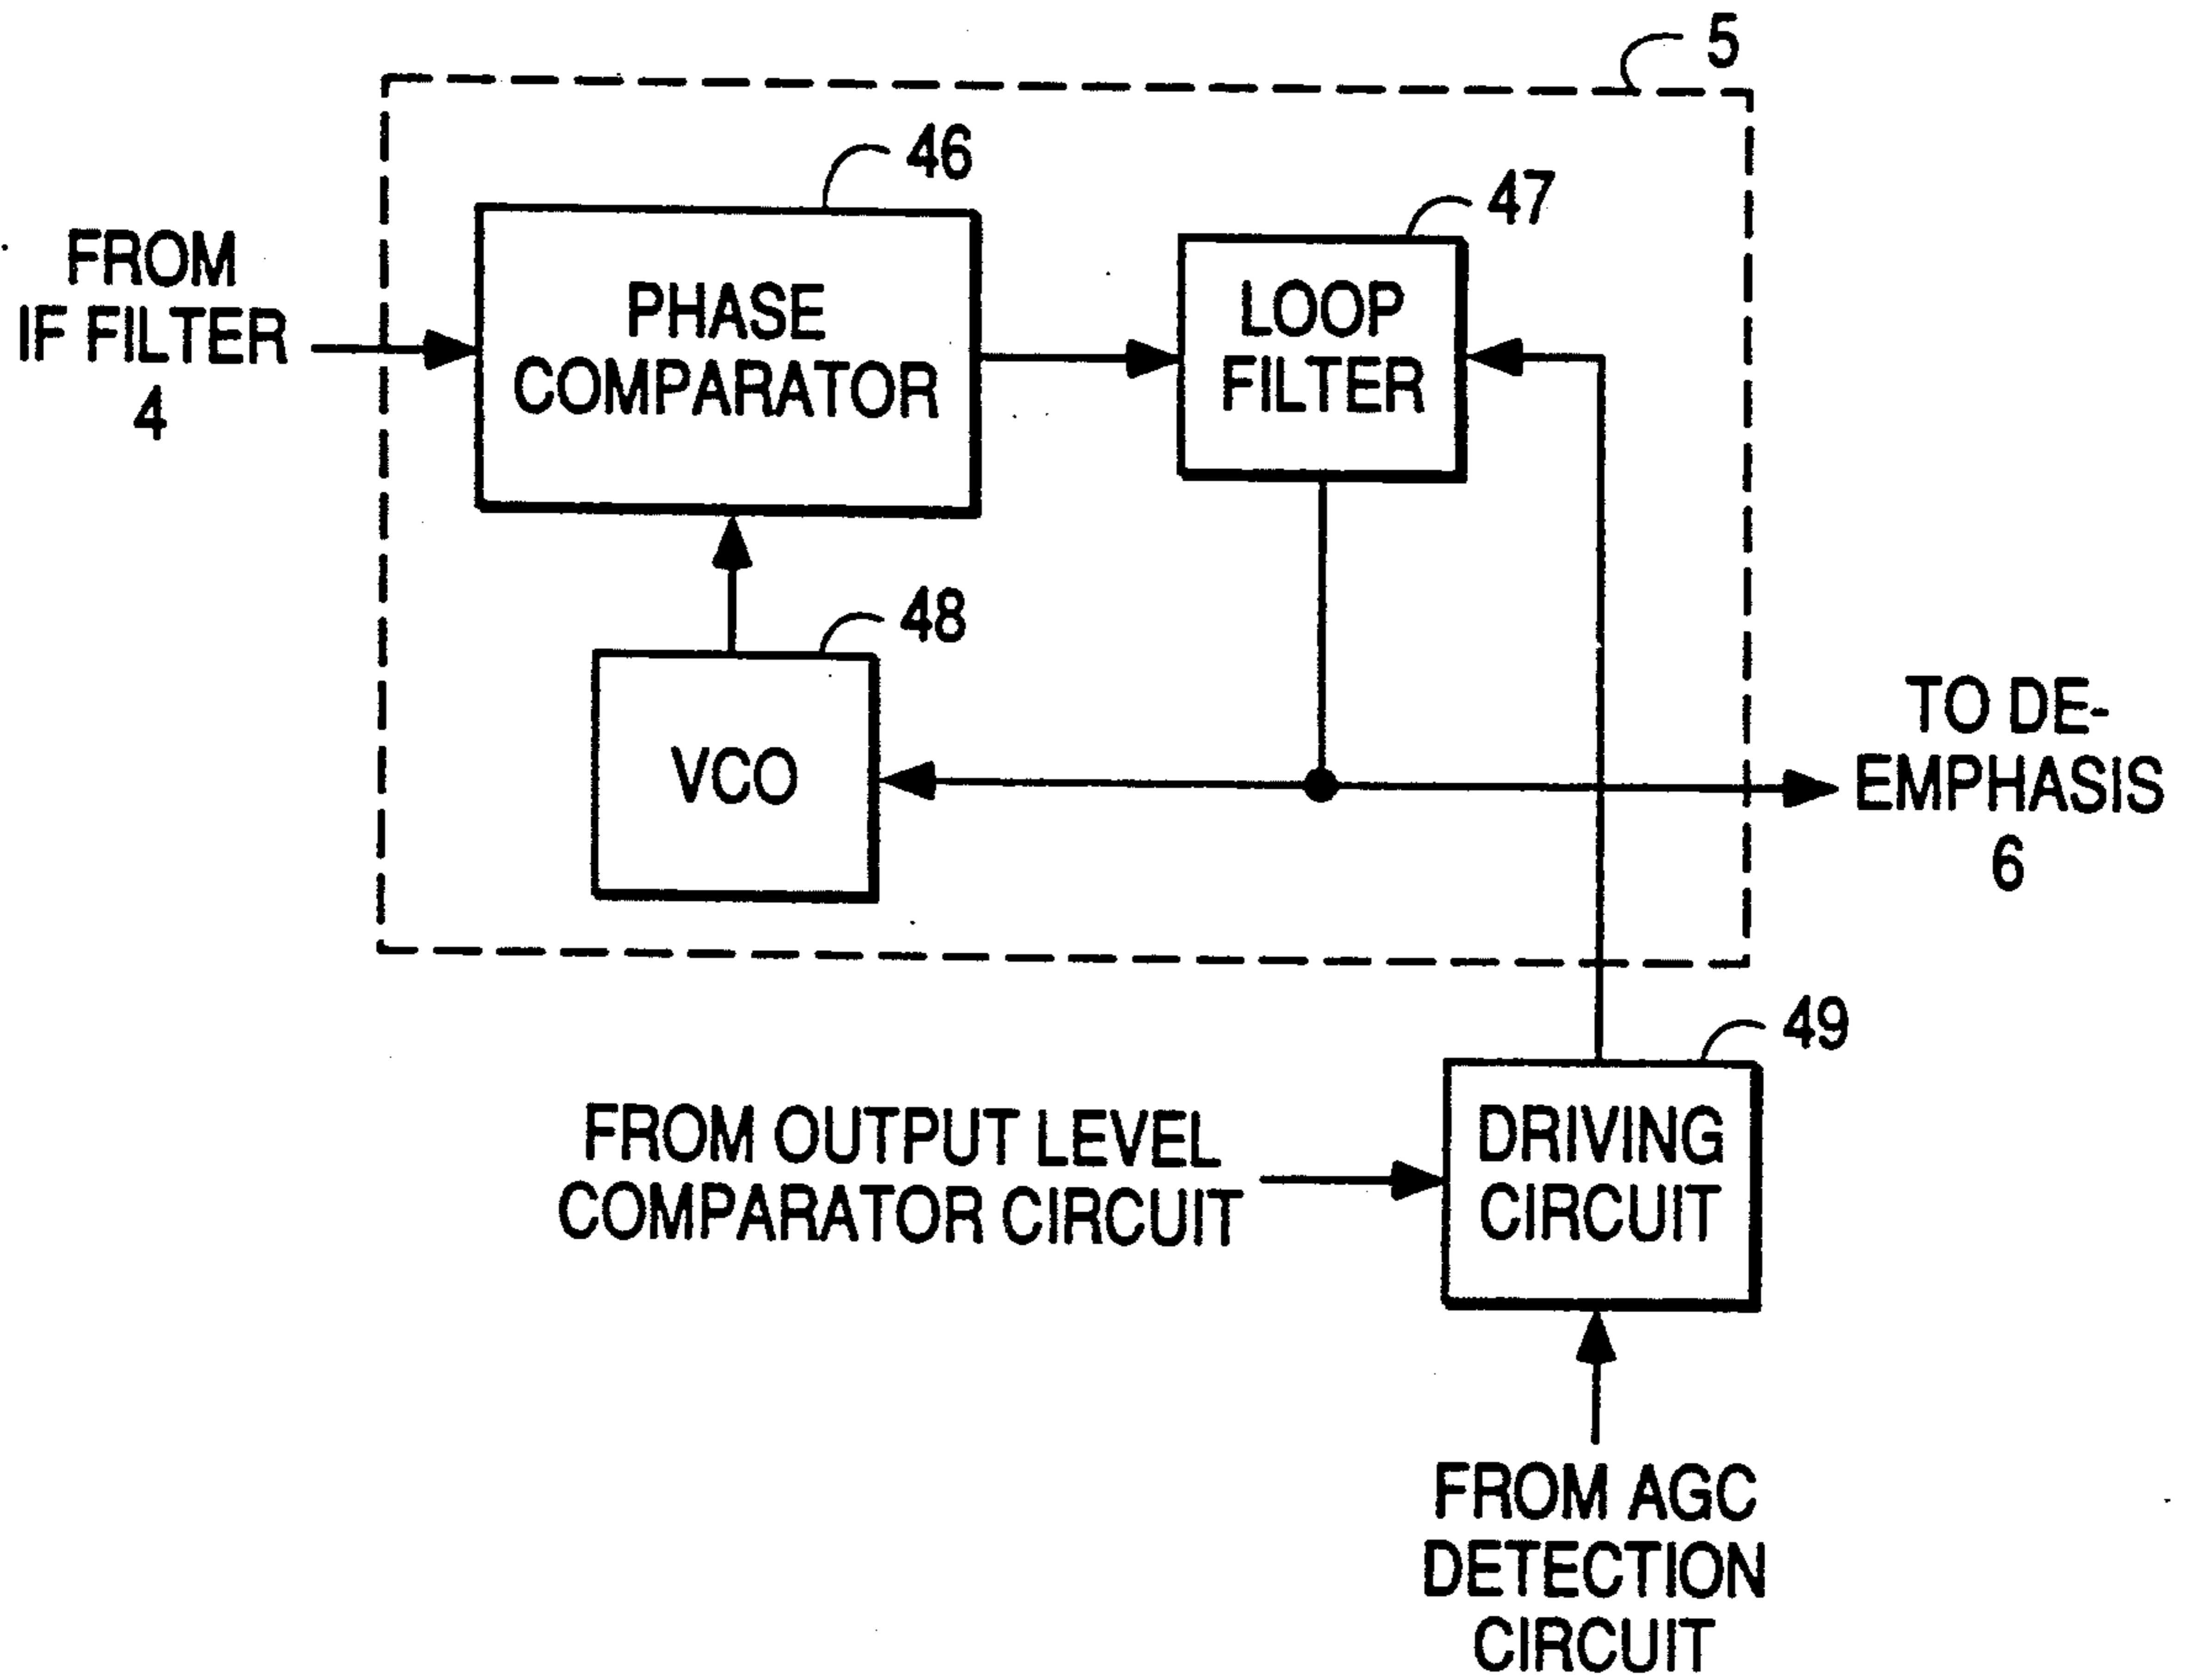 5
46
47
FROM
IF FILTER
4
PHASE
COMPARATOR
LOOP
FILTER
48
VCO
TO DE-
EMPHASIS
6
49
FROM OUTPUT LEVEL
COMPARATOR CIRCUIT
DRIVING
CIRCUIT
FROM AGC
DETECTION
CIRCUIT